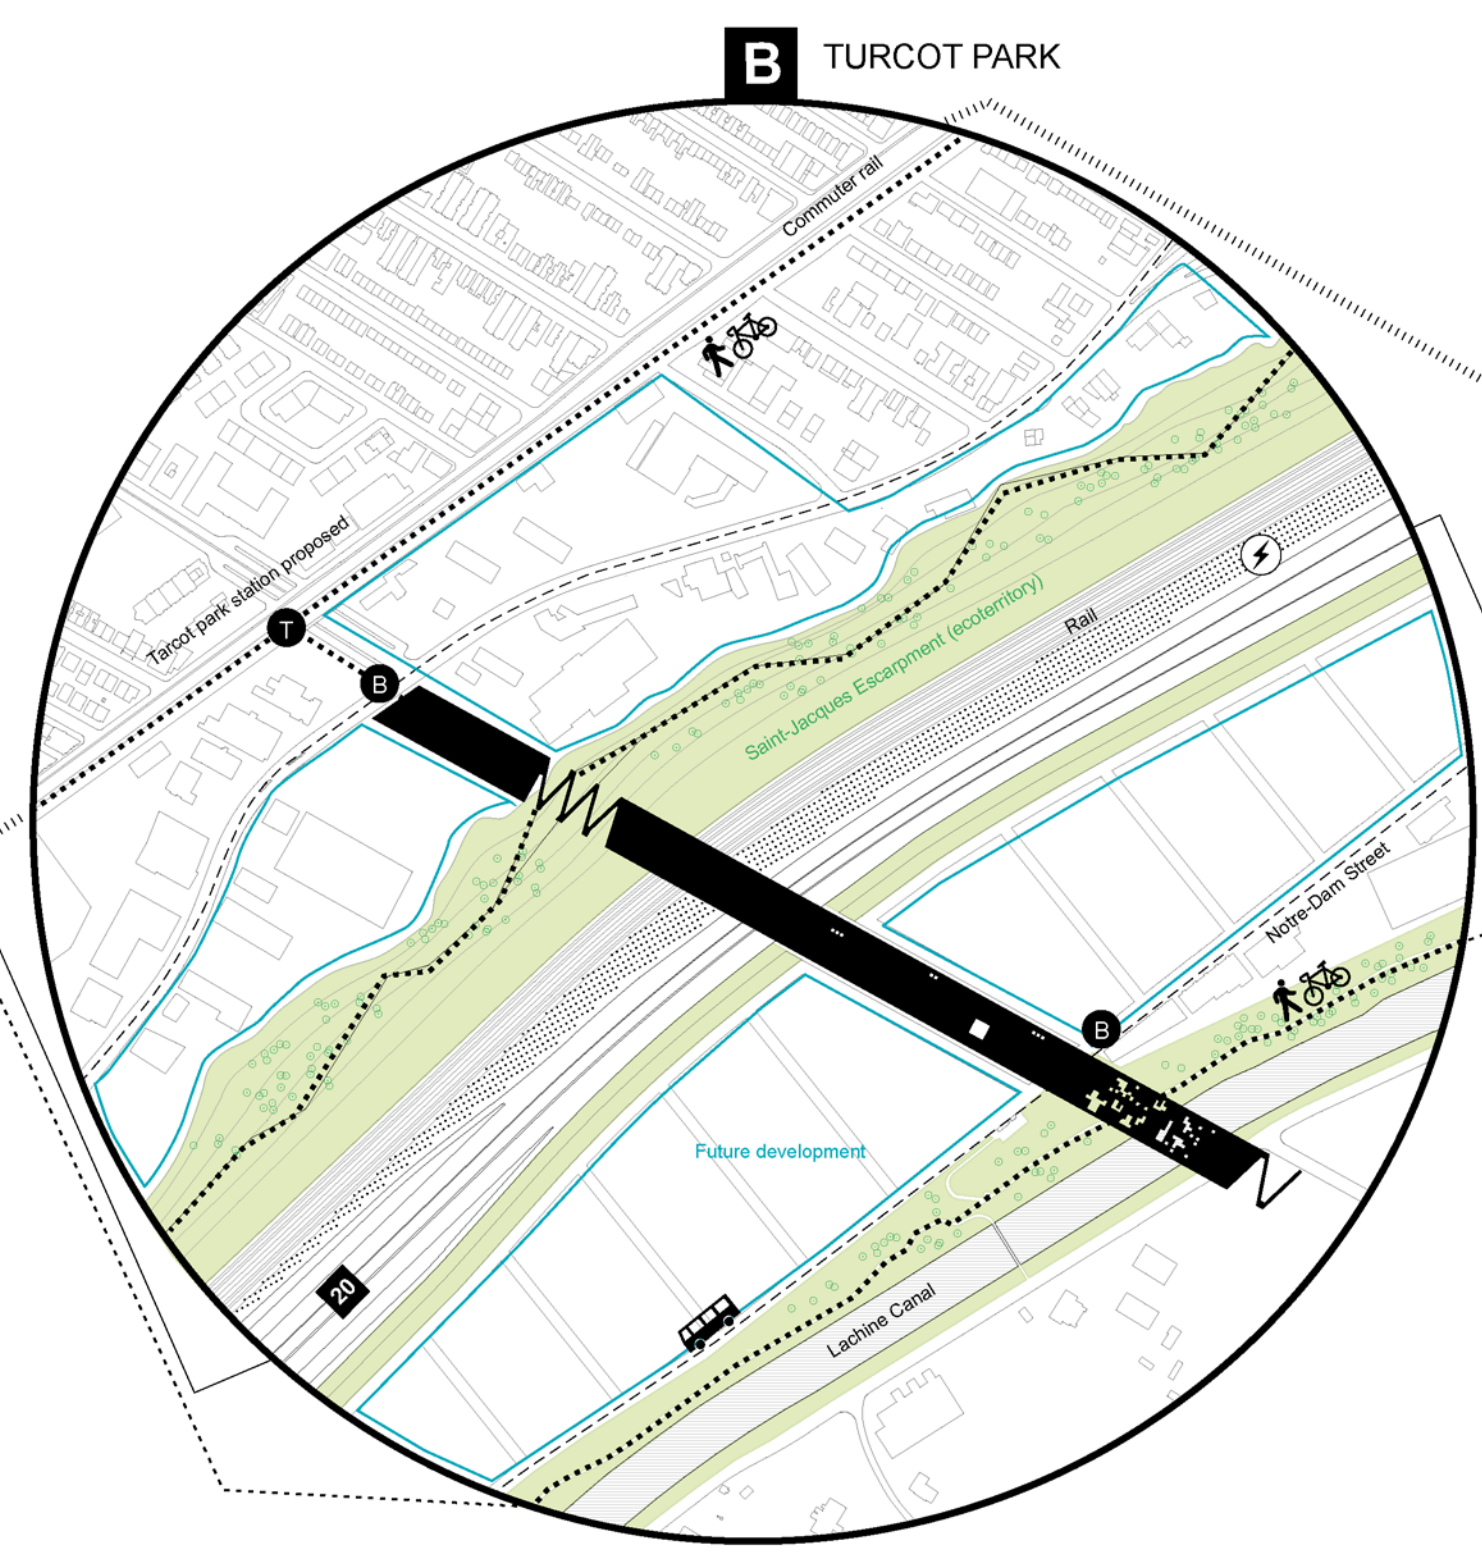 B TURCOT PARK
Commuter rail
Tarcot park station proposed
T
B
Saint-Jacques Escarpment (ecoterritory)
Rail
Notre-Dam Street
B
Future development
20
Lachine Canal